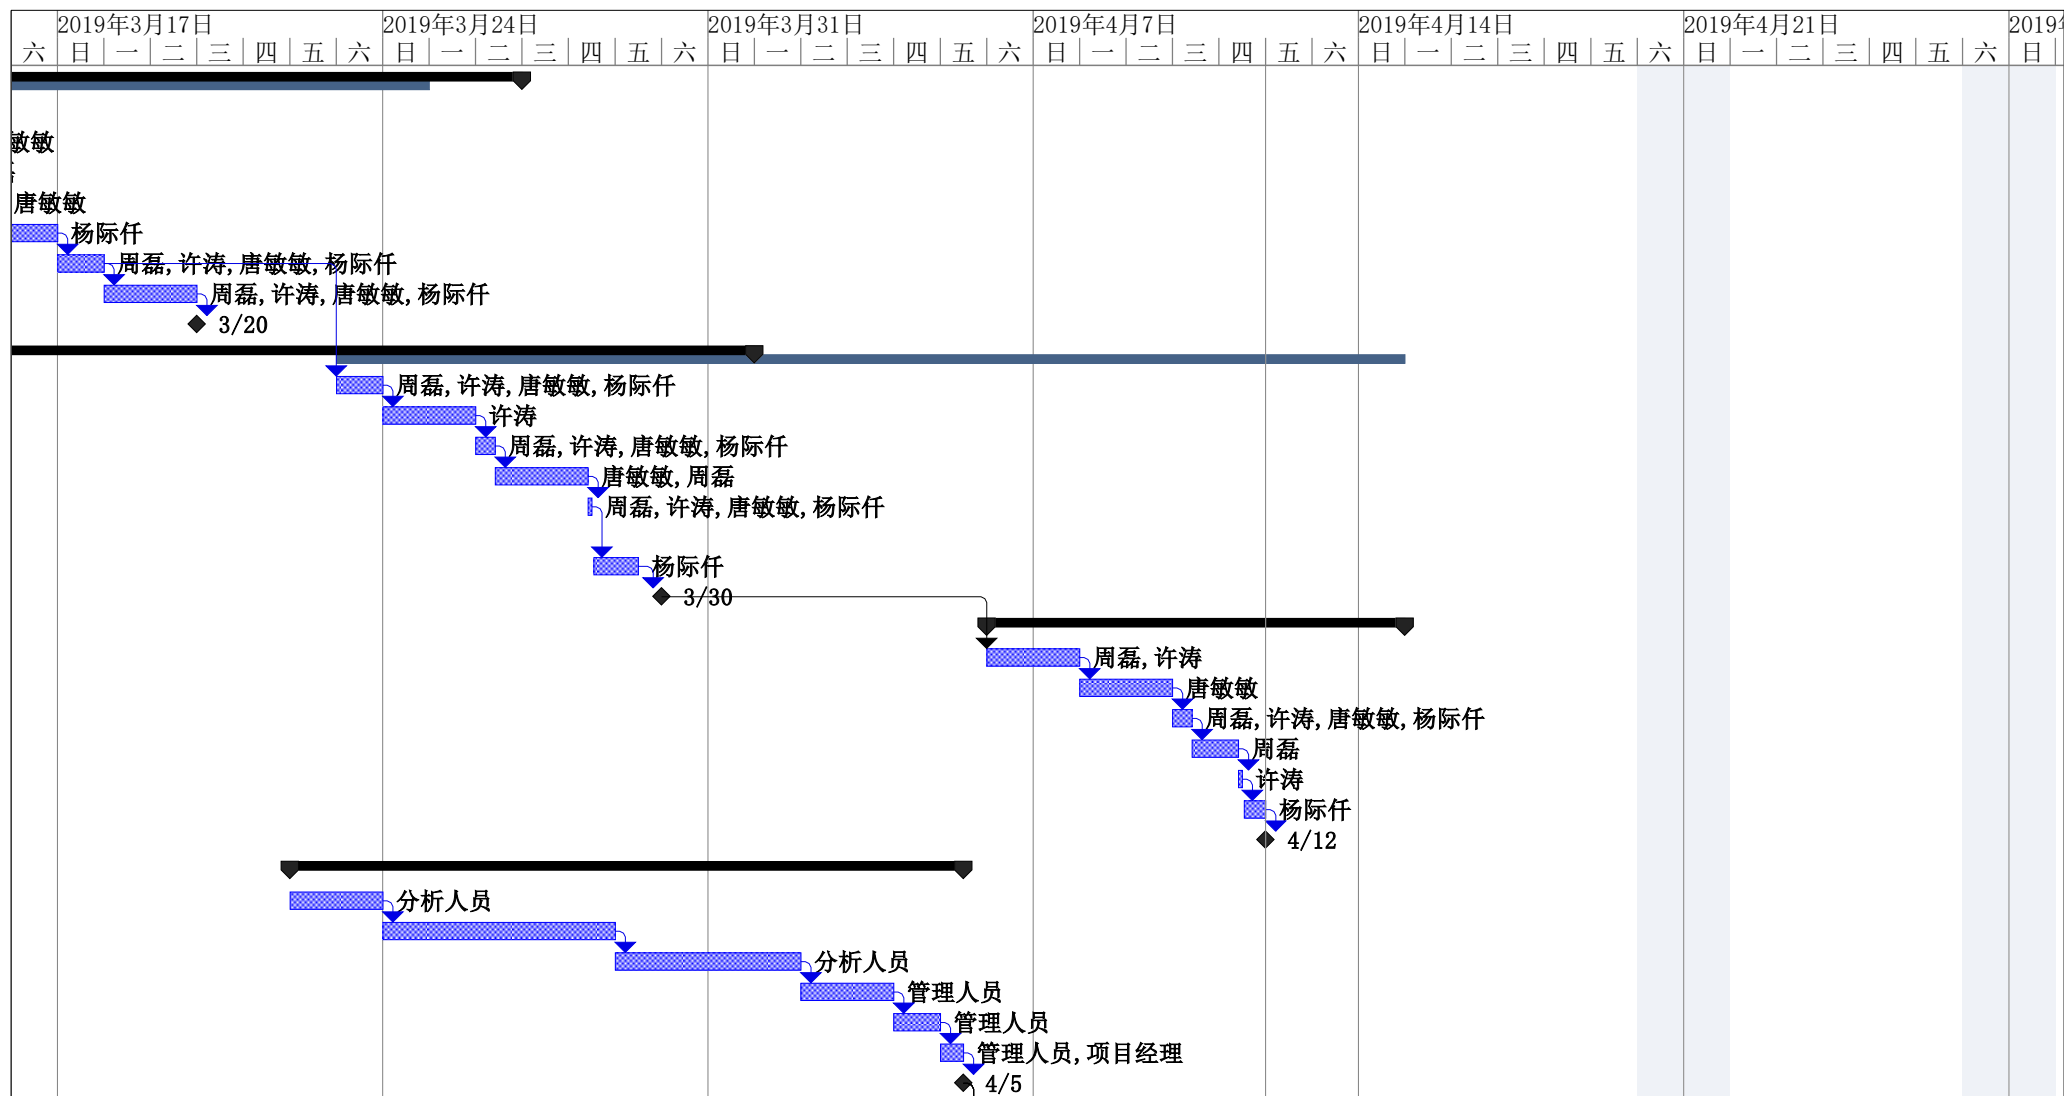 2019年3月17日 2019年3月24日 2019年3月31日 2019年4月7日 2019年4月14日 2019年4月21日 2019
六 日 一 二 三 四 五 六 日 一 二 三 四 五 六 日 一 二 三 四 五 六 日 一 二 三 四 五 六 日 一 二 三 四 五 六 日 一 二 三 四 五 六 日
敏敏
唐敏敏
杨际仟
周磊,许涛,唐敏敏,杨际仟
周磊,许涛,唐敏敏,杨际仟
3/20
周磊,许涛,唐敏敏,杨际仟
许涛
周磊,许涛,唐敏敏,杨际仟
唐敏敏,周磊
周磊,许涛,唐敏敏,杨际仟
杨际仟
3/30
周磊,许涛
唐敏敏
周磊,许涛,唐敏敏,杨际仟
周磊
许涛
杨际仟
4/12
分析人员
分析人员
管理人员
管理人员
管理人员,项目经理
4/5